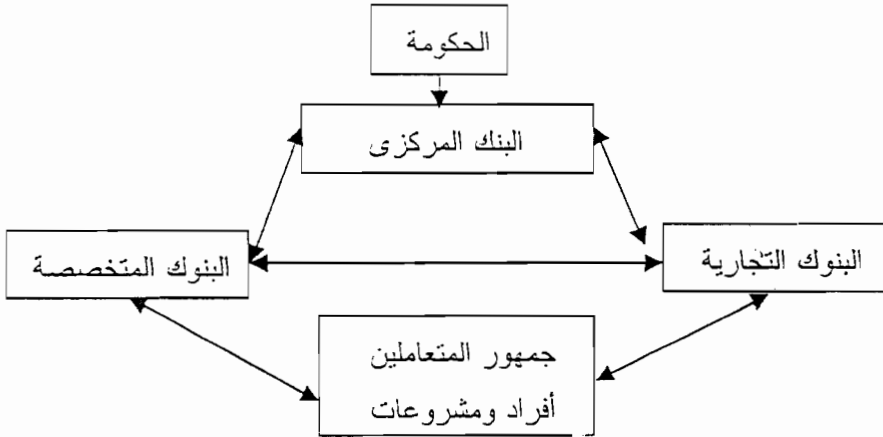 الحكومة
البنك المركزى
البنوك التجارية
البنوك المتخصصة
جمهور المتعاملين
أفراد ومشروعات